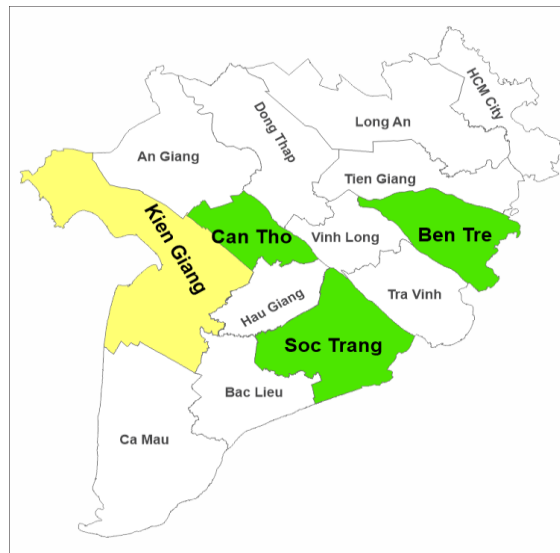 HCM City
Dong Thap
Long An
An Giang
Tien Giang
Kien Giang
Can Tho
Vinh Long
Ben Tre
Hau Giang
Tra Vinh
Soc Trang
Bac Lieu
Ca Mau